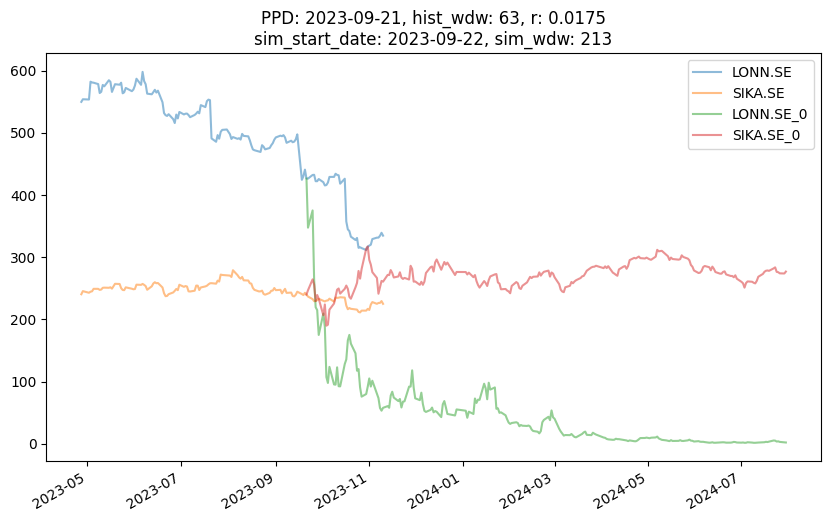 PPD: 2023-09-21, hist_wdw: 63, r: 0.0175
sim_start_date: 2023-09-22, sim_wdw: 213
LONN.SE
SIKA.SE
LONN.SE_0
SIKA.SE_0
600
500
400
300
200
100
0
2023-05
2023-07
2023-09
2023-11
2024-01
2024-03
2024-05
2024-07